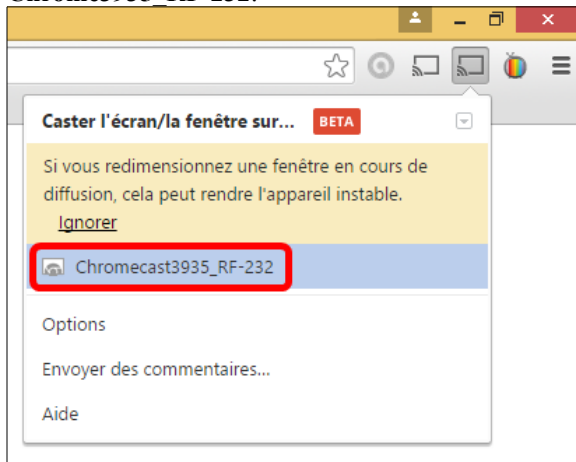 Caster l'écran/la fenêtre sur... BETA
Si vous redimensionnez une fenêtre en cours de
diffusion, cela peut rendre l'appareil instable.
Ignorer
Chromecast3935_RF-232
Options
Envoyer des commentaires...
Aide